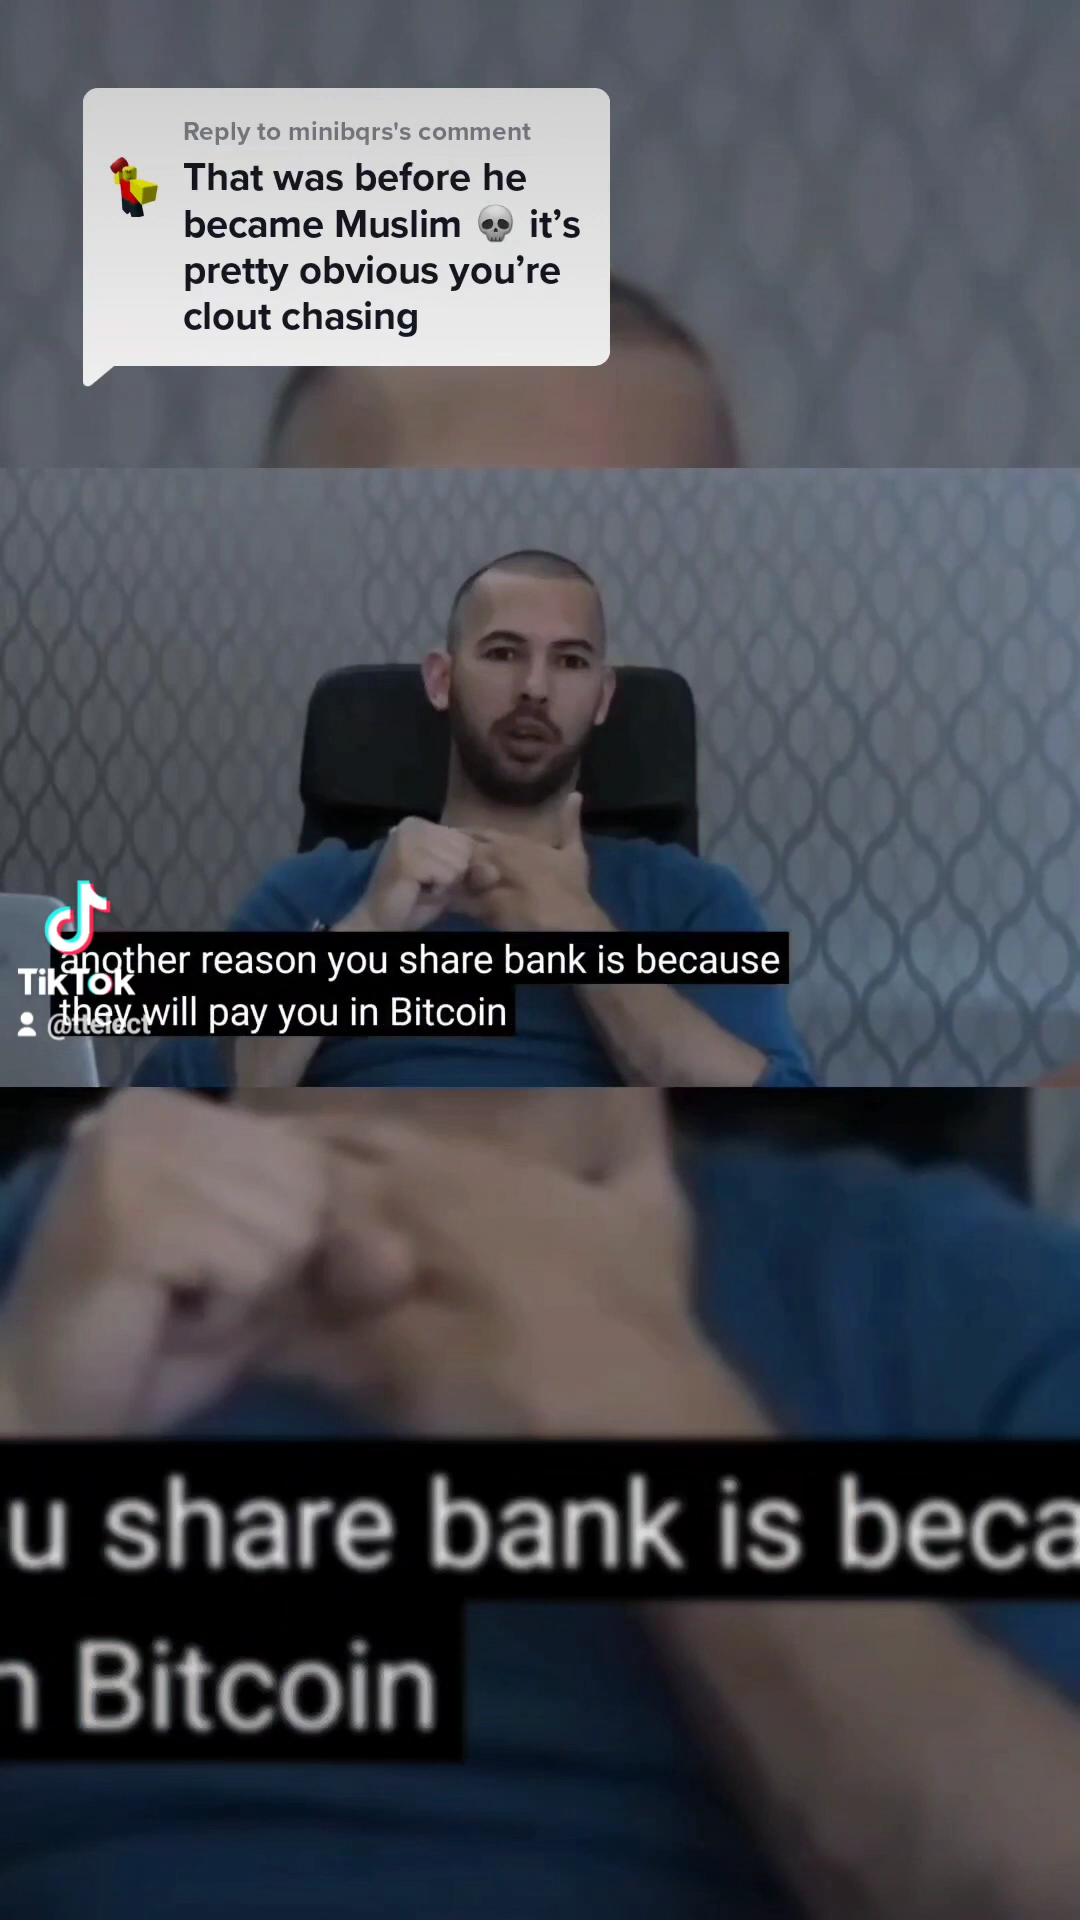 Reply to minibqrs's comment
That was before he
became Muslim 💀 it’s
pretty obvious you’re
clout chasing
another reason you share bank is because
they will pay you in Bitcoin
TikTok
@ttelect
u share bank is beca
n Bitcoin